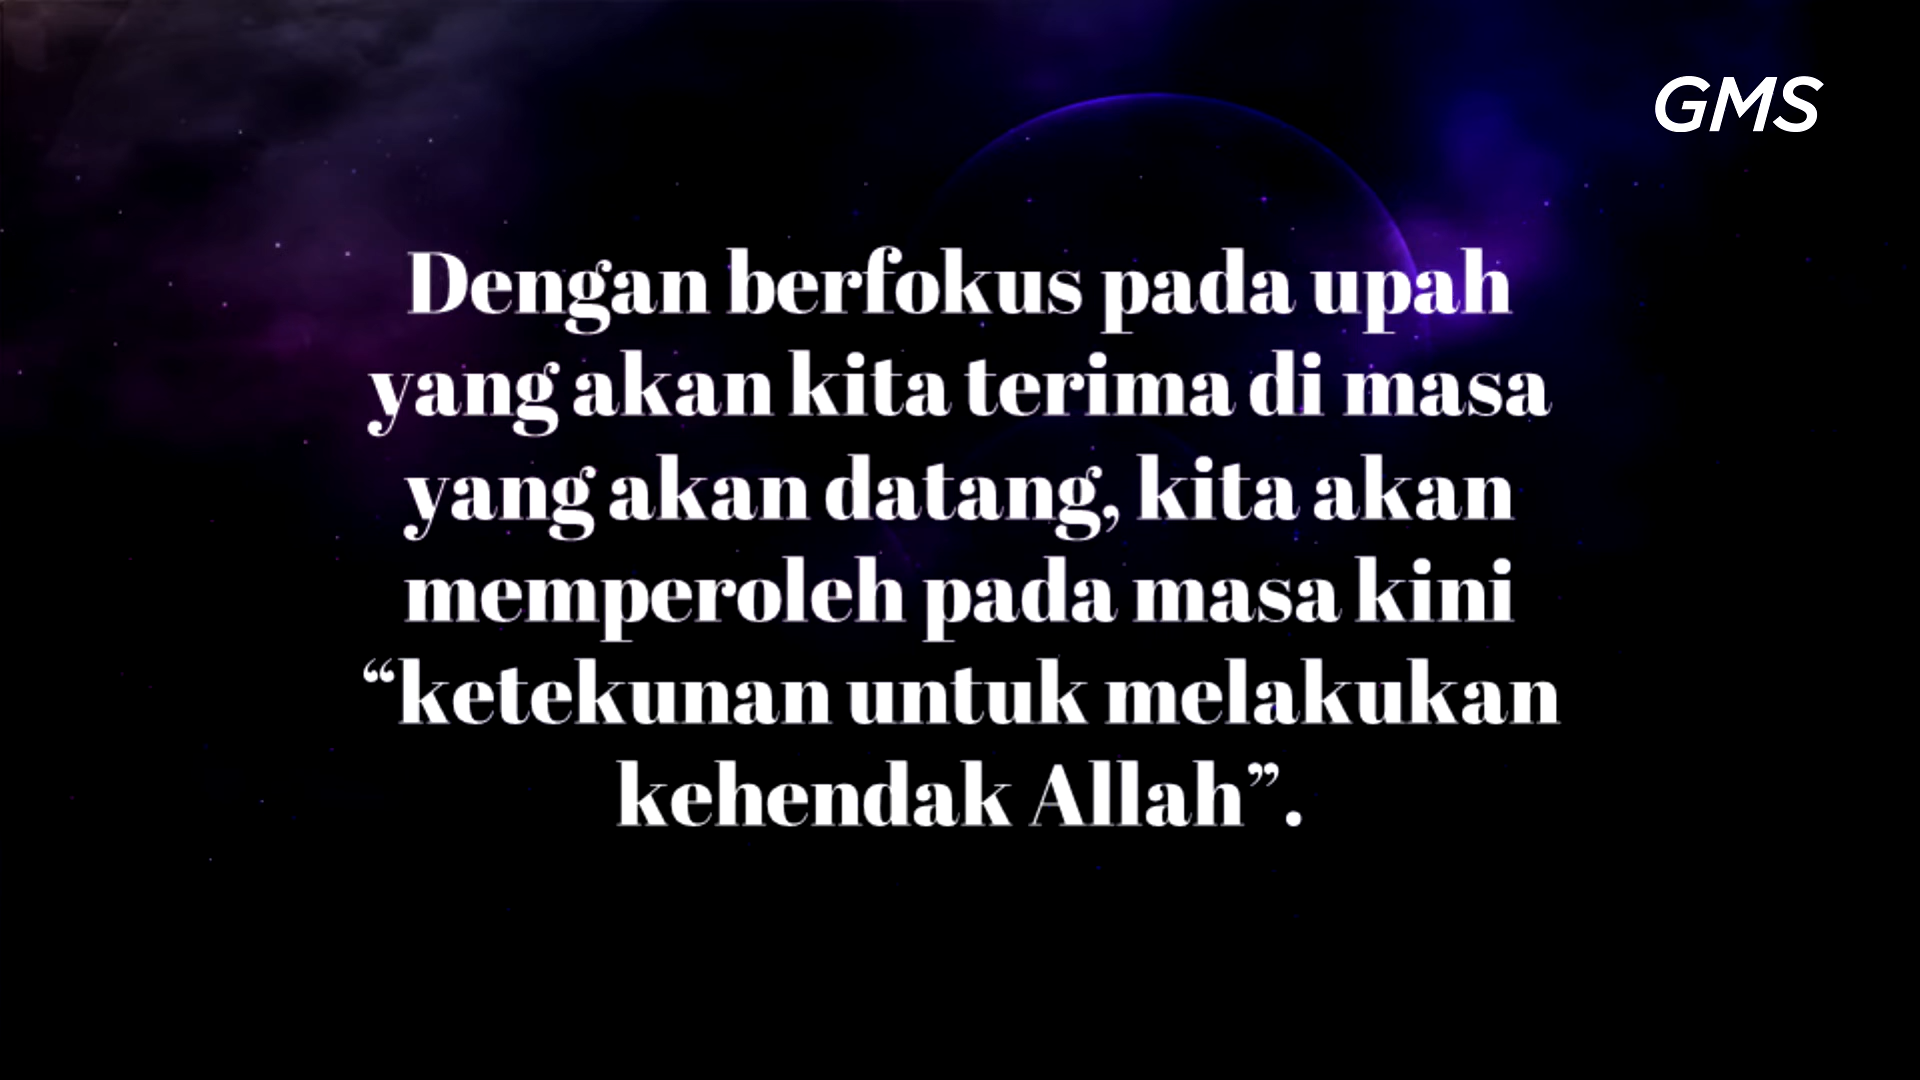 GMS
Dengan berfokus pada upah
yang akan kita terima di masa
yang akan datang, kita akan
memperoleh pada masa kini
“ketekunan untuk melakukan
kehendak Allah”.